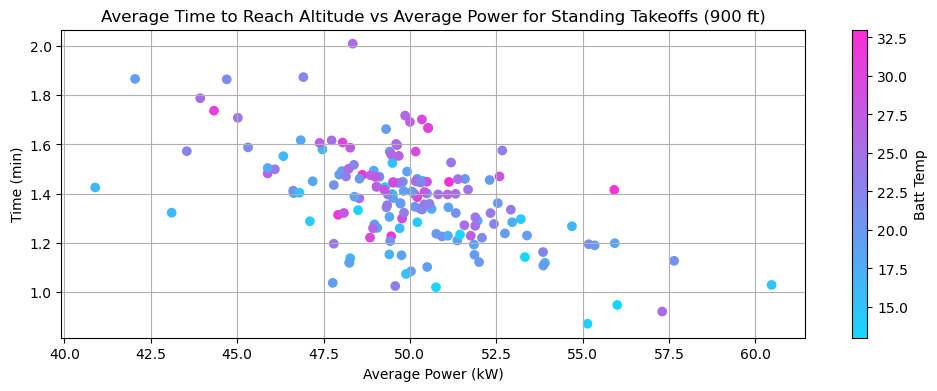 Average Time to Reach Altitude vs Average Power for Standing Takeoffs (900 ft)
2.0
1.8
1.6
1.4
1.2
1.0
Time (min)
40.0 42.5 45.0 47.5 50.0 52.5 55.0 57.5 60.0
Average Power (kW)
32.5
30.0
27.5
25.0
22.5
20.0
17.5
15.0
Batt Temp